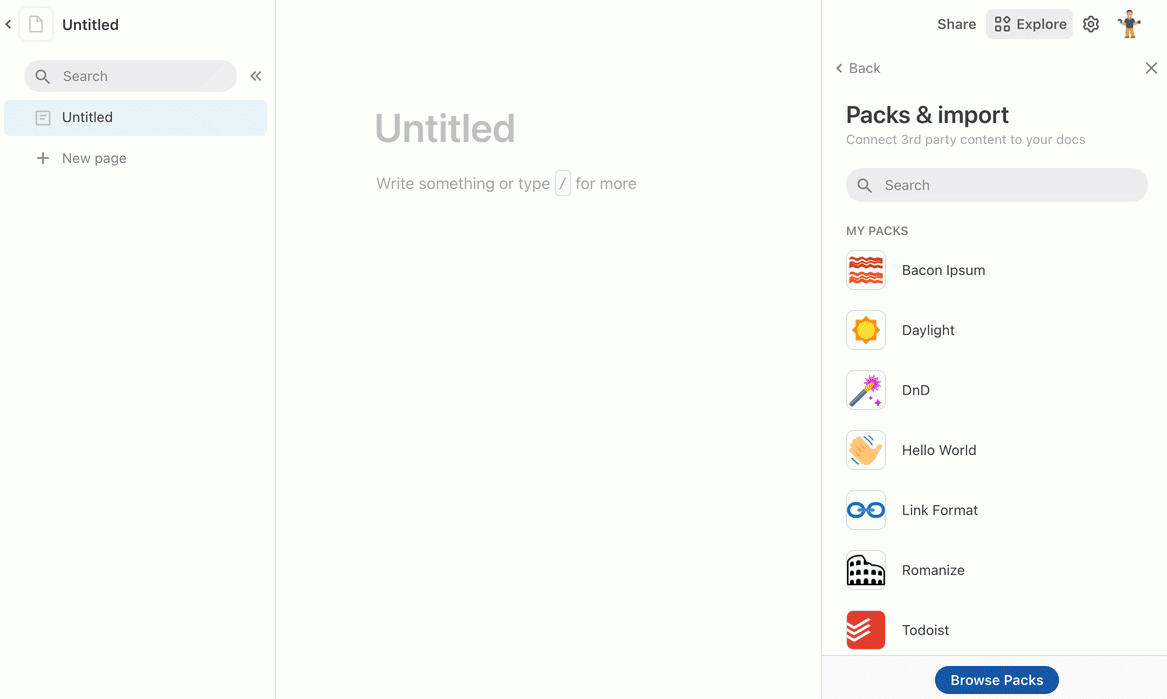 Untitled
Search
Untitled
New page
Untitled
Write something or type / for more
Share
Explore
Back
Packs & import
Connect 3rd party content to your docs
Search
MY PACKS
Bacon Ipsum
Daylight
DnD
Hello World
Link Format
Romanize
Todoist
Browse Packs